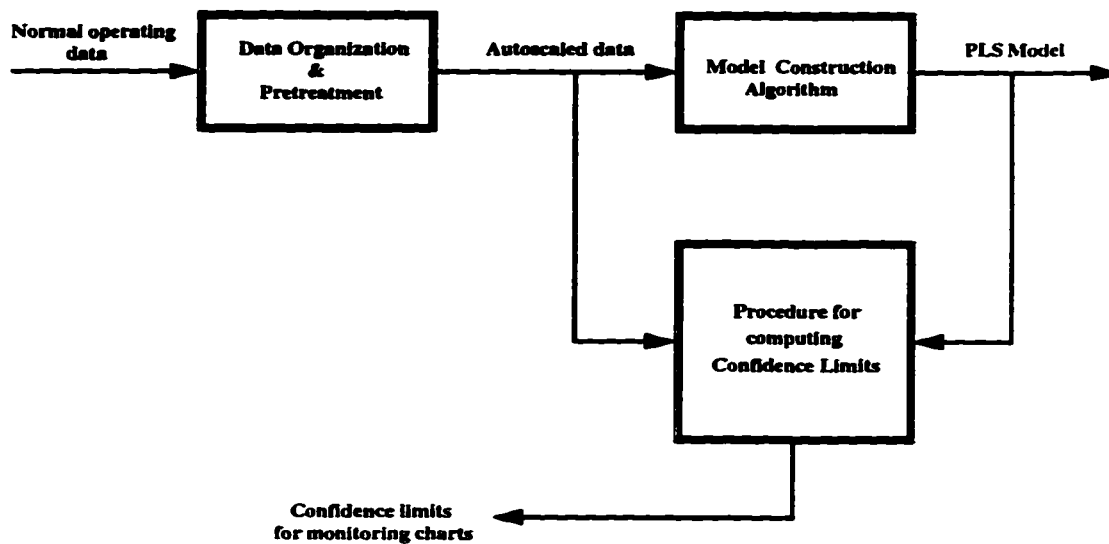 Normal operating
data
Data Organization
&
Pretreatment
Autoscaled data
Model Construction
Algorithm
PLS Model
Procedure for
computing
Confidence Limits
Confidence limits
for monitoring charts